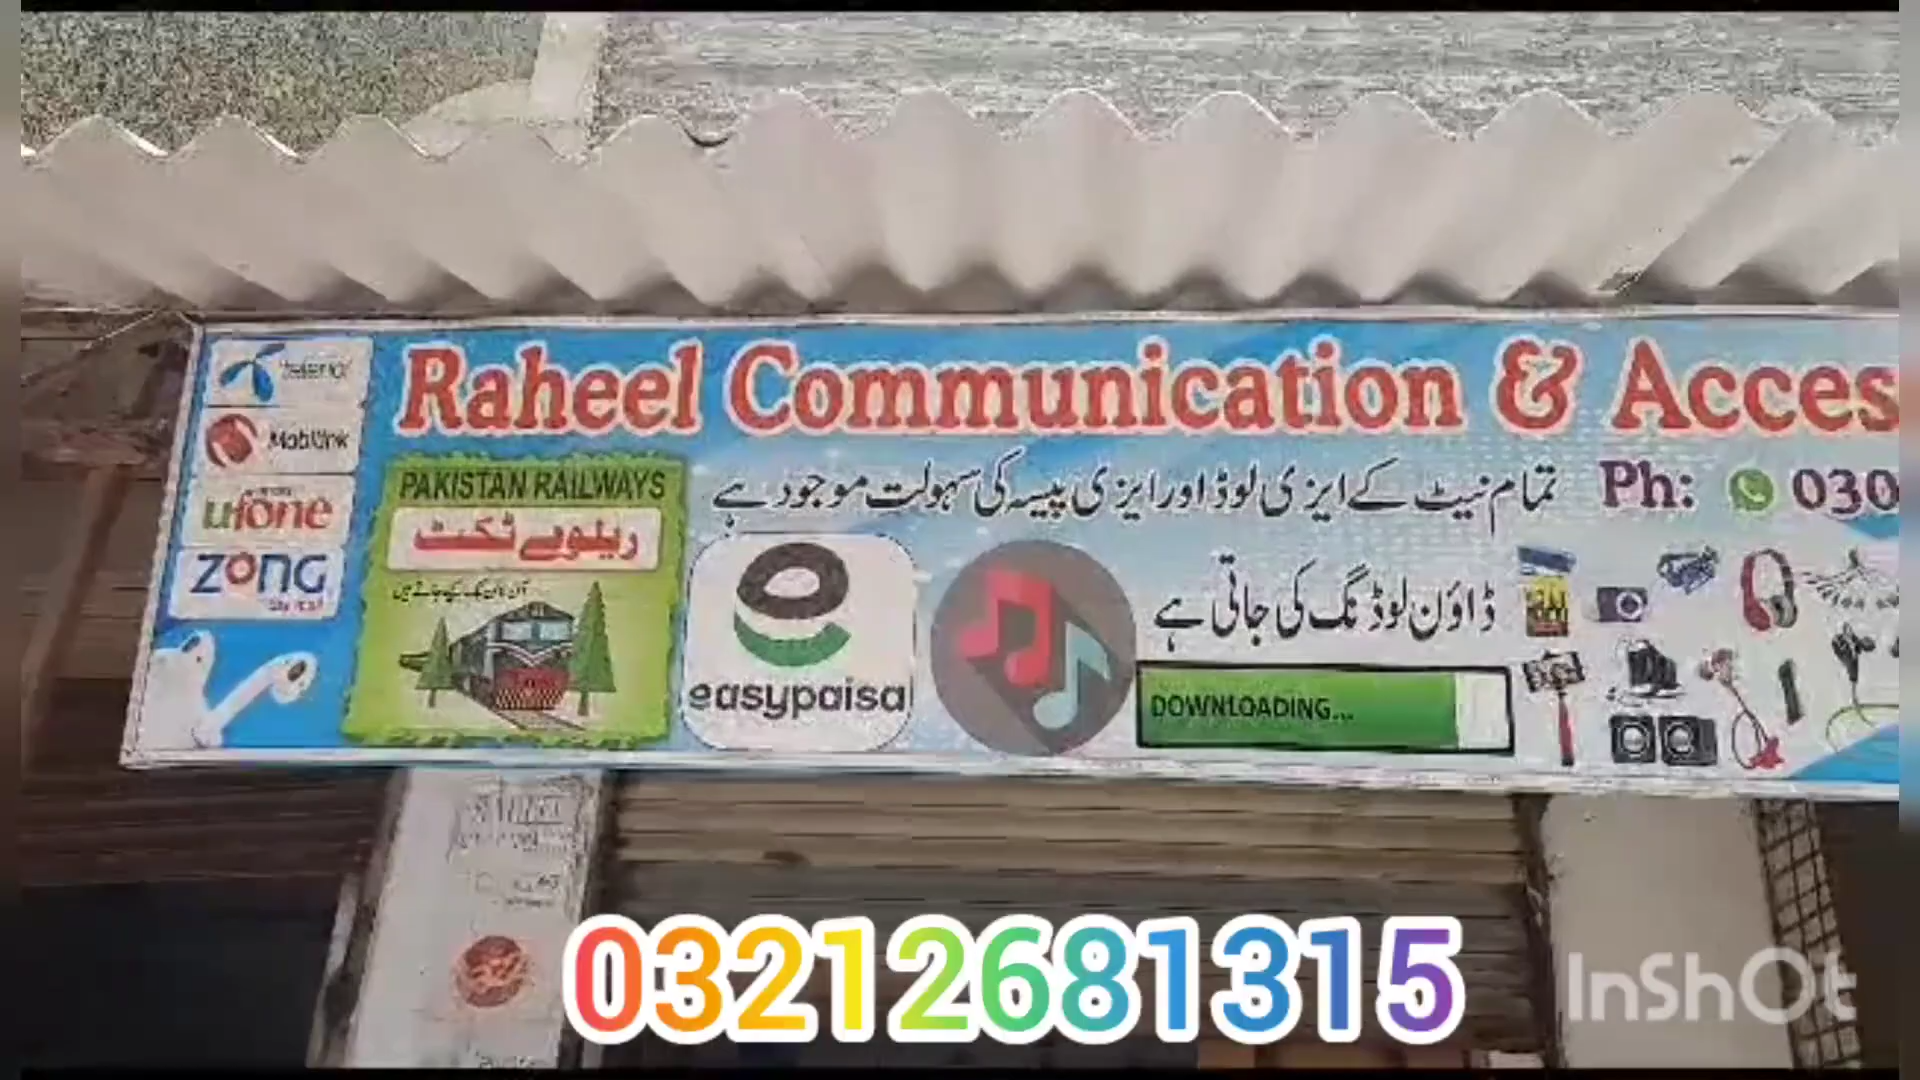 Raheel Communication & Acces
telenor
Mobilink
ufone
ZONG
PAKISTAN RAILWAYS
ریلوے ٹکٹ
تمام نیٹ کے ایزی لوڈ اور ایزی پیسہ کی سہولت موجود ہے
Ph: 030
easypaisa
ڈاؤن لوڈنگ کی جاتی ہے
DOWNLOADING...
03212681315
InShOt